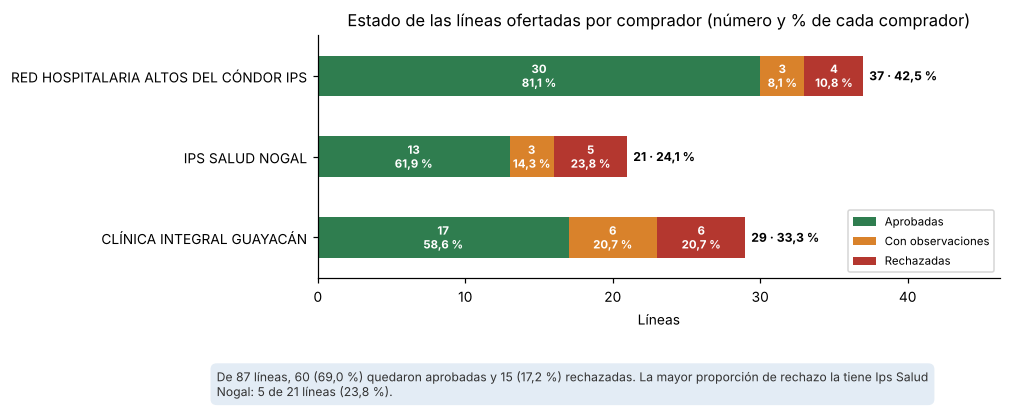 Estado de las líneas ofertadas por comprador (número y % de cada comprador)
RED HOSPITALARIA ALTOS DEL CÓNDOR IPS
30
81,1 %
3
8,1 %
4
10,8 %
37 · 42,5 %
IPS SALUD NOGAL
13
61,9 %
3
14,3 %
5
23,8 %
21 · 24,1 %
CLÍNICA INTEGRAL GUAYACÁN
17
58,6 %
6
20,7 %
6
20,7 %
29 · 33,3 %
Aprobadas
Con observaciones
Rechazadas
0
10
20
30
40
Líneas
De 87 líneas, 60 (69,0 %) quedaron aprobadas y 15 (17,2 %) rechazadas. La mayor proporción de rechazo la tiene Ips Salud
Nogal: 5 de 21 líneas (23,8 %).